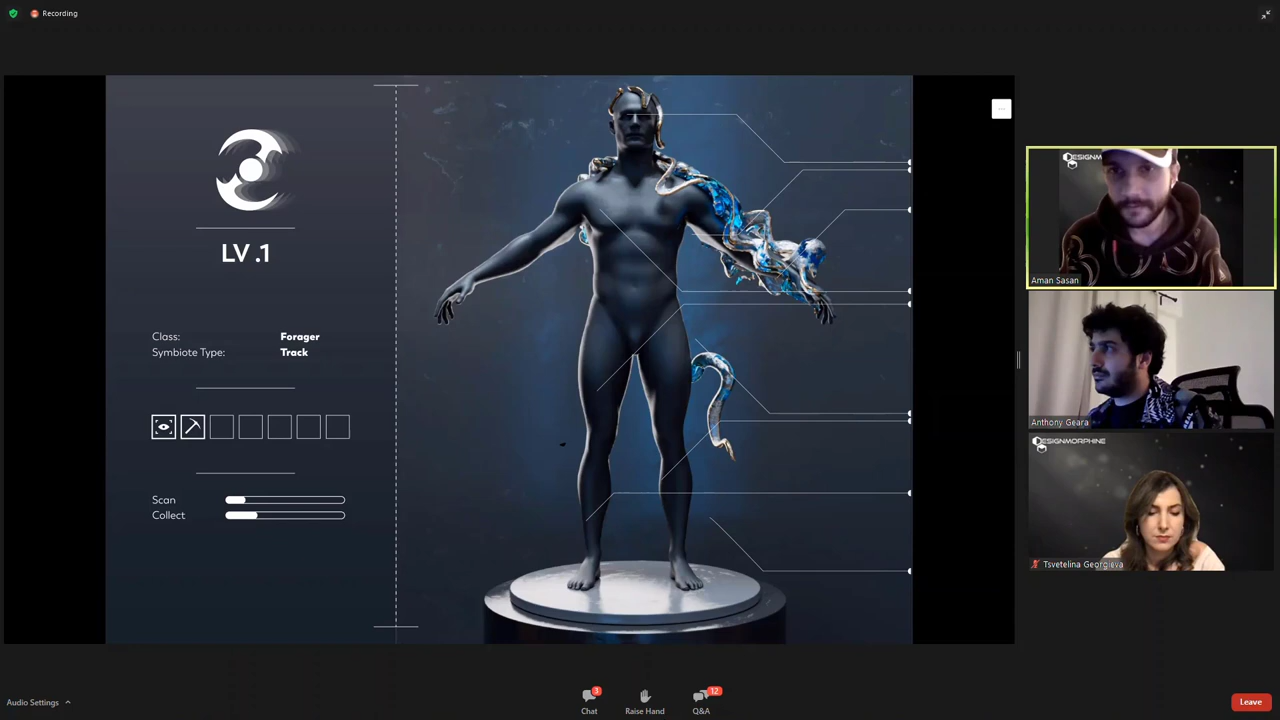 Recording
LV .1
Class: Forager
Symbiote Type: Track
Scan
Collect
DESIGNM
Aman Sasan
Anthony Geara
DESIGNMORPHINE
Tsvetelina Georgieva
Audio Settings
3
Chat
Raise Hand
12
Q&A
Leave